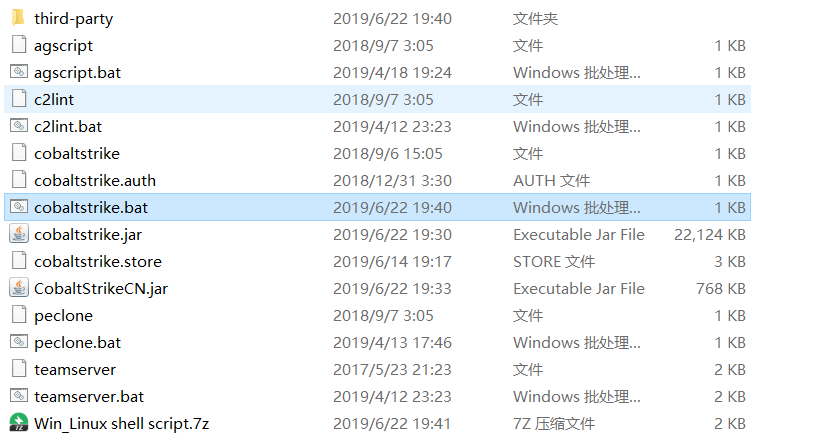 third-party 2019/6/22 19:40 文件夹
agscript 2018/9/7 3:05 文件 1 KB
agscript.bat 2019/4/18 19:24 Windows 批处理... 1 KB
c2lint 2018/9/7 3:05 文件 1 KB
c2lint.bat 2019/4/12 23:23 Windows 批处理... 1 KB
cobaltstrike 2018/9/6 15:05 文件 1 KB
cobaltstrike.auth 2018/12/31 3:30 AUTH 文件 1 KB
cobaltstrike.bat 2019/6/22 19:40 Windows 批处理... 1 KB
cobaltstrike.jar 2019/6/22 19:30 Executable Jar File 22,124 KB
cobaltstrike.store 2019/6/14 19:17 STORE 文件 3 KB
CobaltStrikeCN.jar 2019/6/22 19:33 Executable Jar File 768 KB
peclone 2018/9/7 3:05 文件 1 KB
peclone.bat 2019/4/13 17:46 Windows 批处理... 1 KB
teamserver 2017/5/23 21:23 文件 2 KB
teamserver.bat 2019/4/12 23:23 Windows 批处理... 2 KB
Win_Linux shell script.7z 2019/6/22 19:41 7Z 压缩文件 2 KB